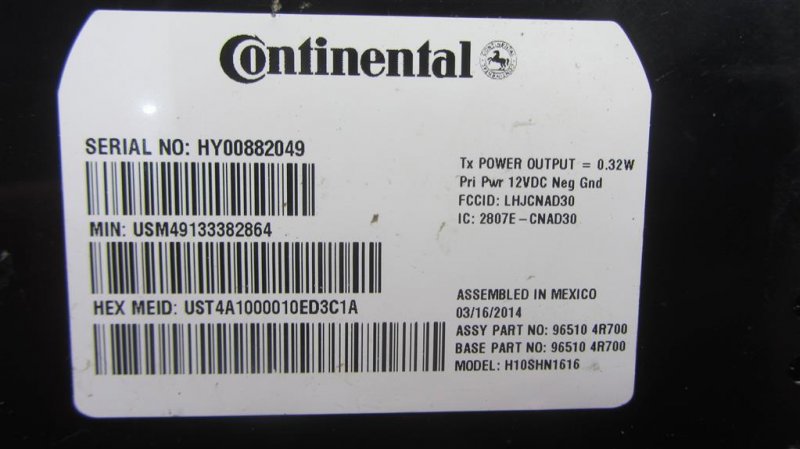 Continental
SERIAL NO: HY00882049
MIN: USM49133382864
HEX MEID: UST4A1000010ED3C1A
Tx POWER OUTPUT = 0.32W
Pri Pwr 12VDC Neg Gnd
FCCID: LHJCNAD30
IC: 2807E-CNAD30
ASSEMBLED IN MEXICO
03/16/2014
ASSY PART NO: 96510 4R700
BASE PART NO: 96510 4R700
MODEL: H10SHN1616